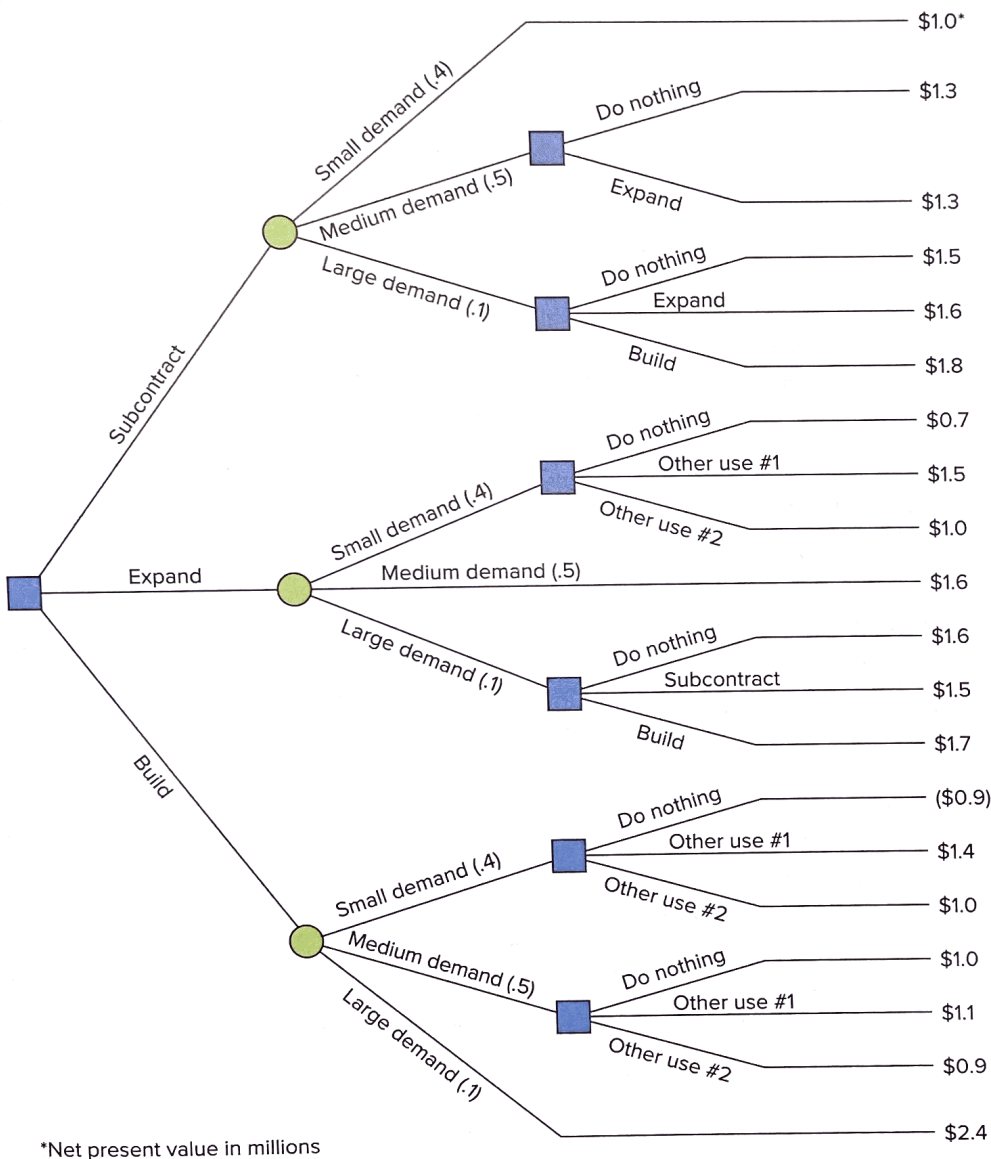 $1.0*
Small demand (.4)
Do nothing
$1.3
Medium demand (.5)
Expand
$1.3
Large demand (.1)
Do nothing
$1.5
Expand
$1.6
Build
$1.8
Subcontract
Do nothing
$0.7
Other use #1
$1.5
Small demand (.4)
Other use #2
$1.0
Expand
Medium demand (.5)
$1.6
Large demand (.1)
Do nothing
$1.6
Subcontract
$1.5
Build
$1.7
Build
Do nothing
($0.9)
Other use #1
$1.4
Small demand (.4)
Other use #2
$1.0
Medium demand (.5)
Do nothing
$1.0
Other use #1
$1.1
Other use #2
$0.9
Large demand (.1)
$2.4
*Net present value in millions